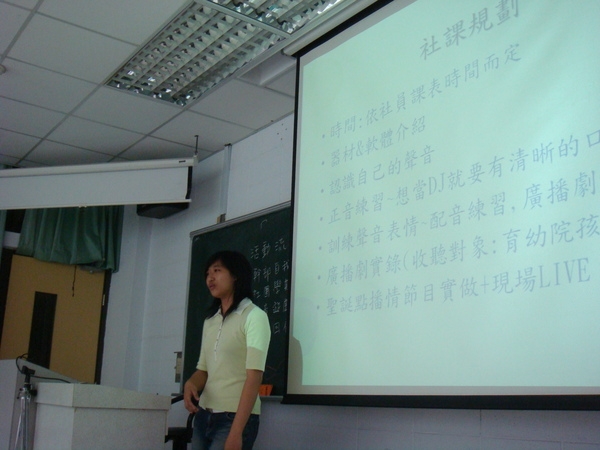 社課規劃
・時間:依社員課表時間而定
・器材&軟體介紹
・認識自己的聲音
・正音練習-想當DJ就要有清晰的口
・訓練聲音表情-配音練習、廣播劇
・廣播劇實錄(收聽對象:育幼院孩
・聖誕點播情節目實做+現場LIVE